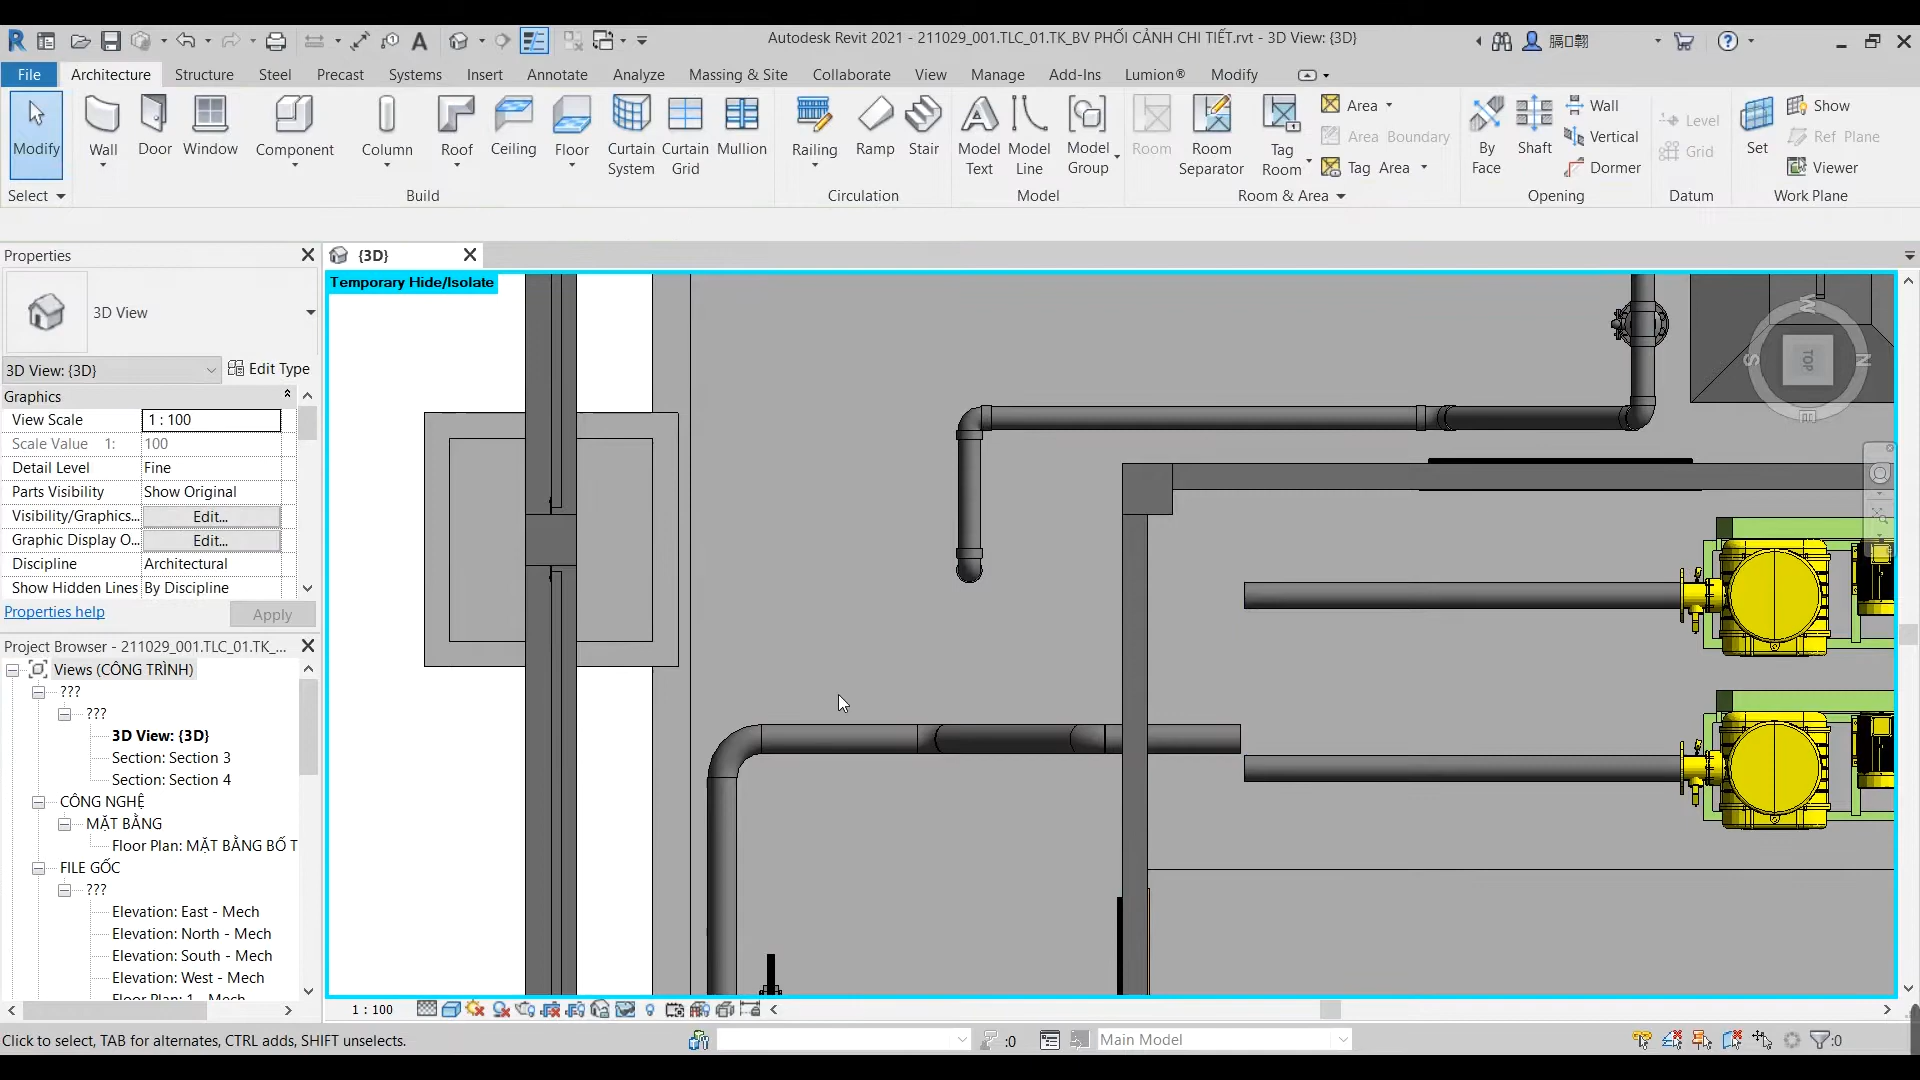 Autodesk Revit 2021 - 211029_001.TLC_01.TK_BV PHỐI CẢNH CHI TIẾT.rvt - 3D View: {3D}
File Architecture Structure Steel Precast Systems Insert Annotate Analyze Massing & Site Collaborate View Manage Add-Ins Lumion® Modify
Modify
Wall
Door
Window
Component
Column
Roof
Ceiling
Floor
Curtain System
Curtain Grid
Mullion
Railing
Ramp
Stair
Model Text
Model Line
Model Group
Room
Room Separator
Tag Room
Area
Area Boundary
Tag Area
By Face
Shaft
Wall
Vertical
Dormer
Level
Grid
Set
Show
Ref Plane
Viewer
Select Build Circulation Model Room & Area Opening Datum Work Plane
Properties
{3D}
3D View
3D View: {3D} Edit Type
Graphics
View Scale 1 : 100
Scale Value 1: 100
Detail Level Fine
Parts Visibility Show Original
Visibility/Graphics... Edit...
Graphic Display O... Edit...
Discipline Architectural
Show Hidden Lines By Discipline
Properties help Apply
Project Browser - 211029_001.TLC_01.TK_...
Views (CÔNG TRÌNH)
???
???
3D View: {3D}
Section: Section 3
Section: Section 4
CÔNG NGHỆ
MẶT BẰNG
Floor Plan: MẶT BẰNG BỐ T
FILE GỐC
???
Elevation: East - Mech
Elevation: North - Mech
Elevation: South - Mech
Elevation: West - Mech
Floor Plan: 1 - Mech
Temporary Hide/Isolate
W
S
TOP
N
E
1 : 100
Click to select, TAB for alternates, CTRL adds, SHIFT unselects.
:0
Main Model
:0